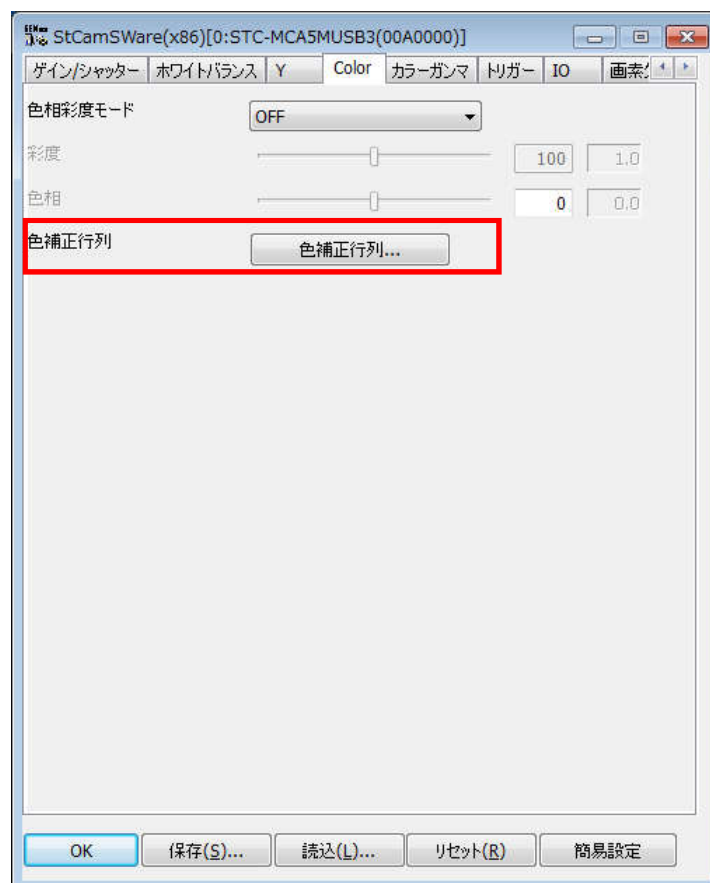 StCamSWare(x86)[0:STC-MCA5MUSB3(00A0000)]
ゲイン/シャッター ホワイトバランス Y Color カラーガンマ トリガー IO
色相彩度モード OFF
彩度 100 1.0
色相 0 0.0
色補正行列 色補正行列...
OK 保存(S)... 読込(L)... リセット(R) 簡易設定